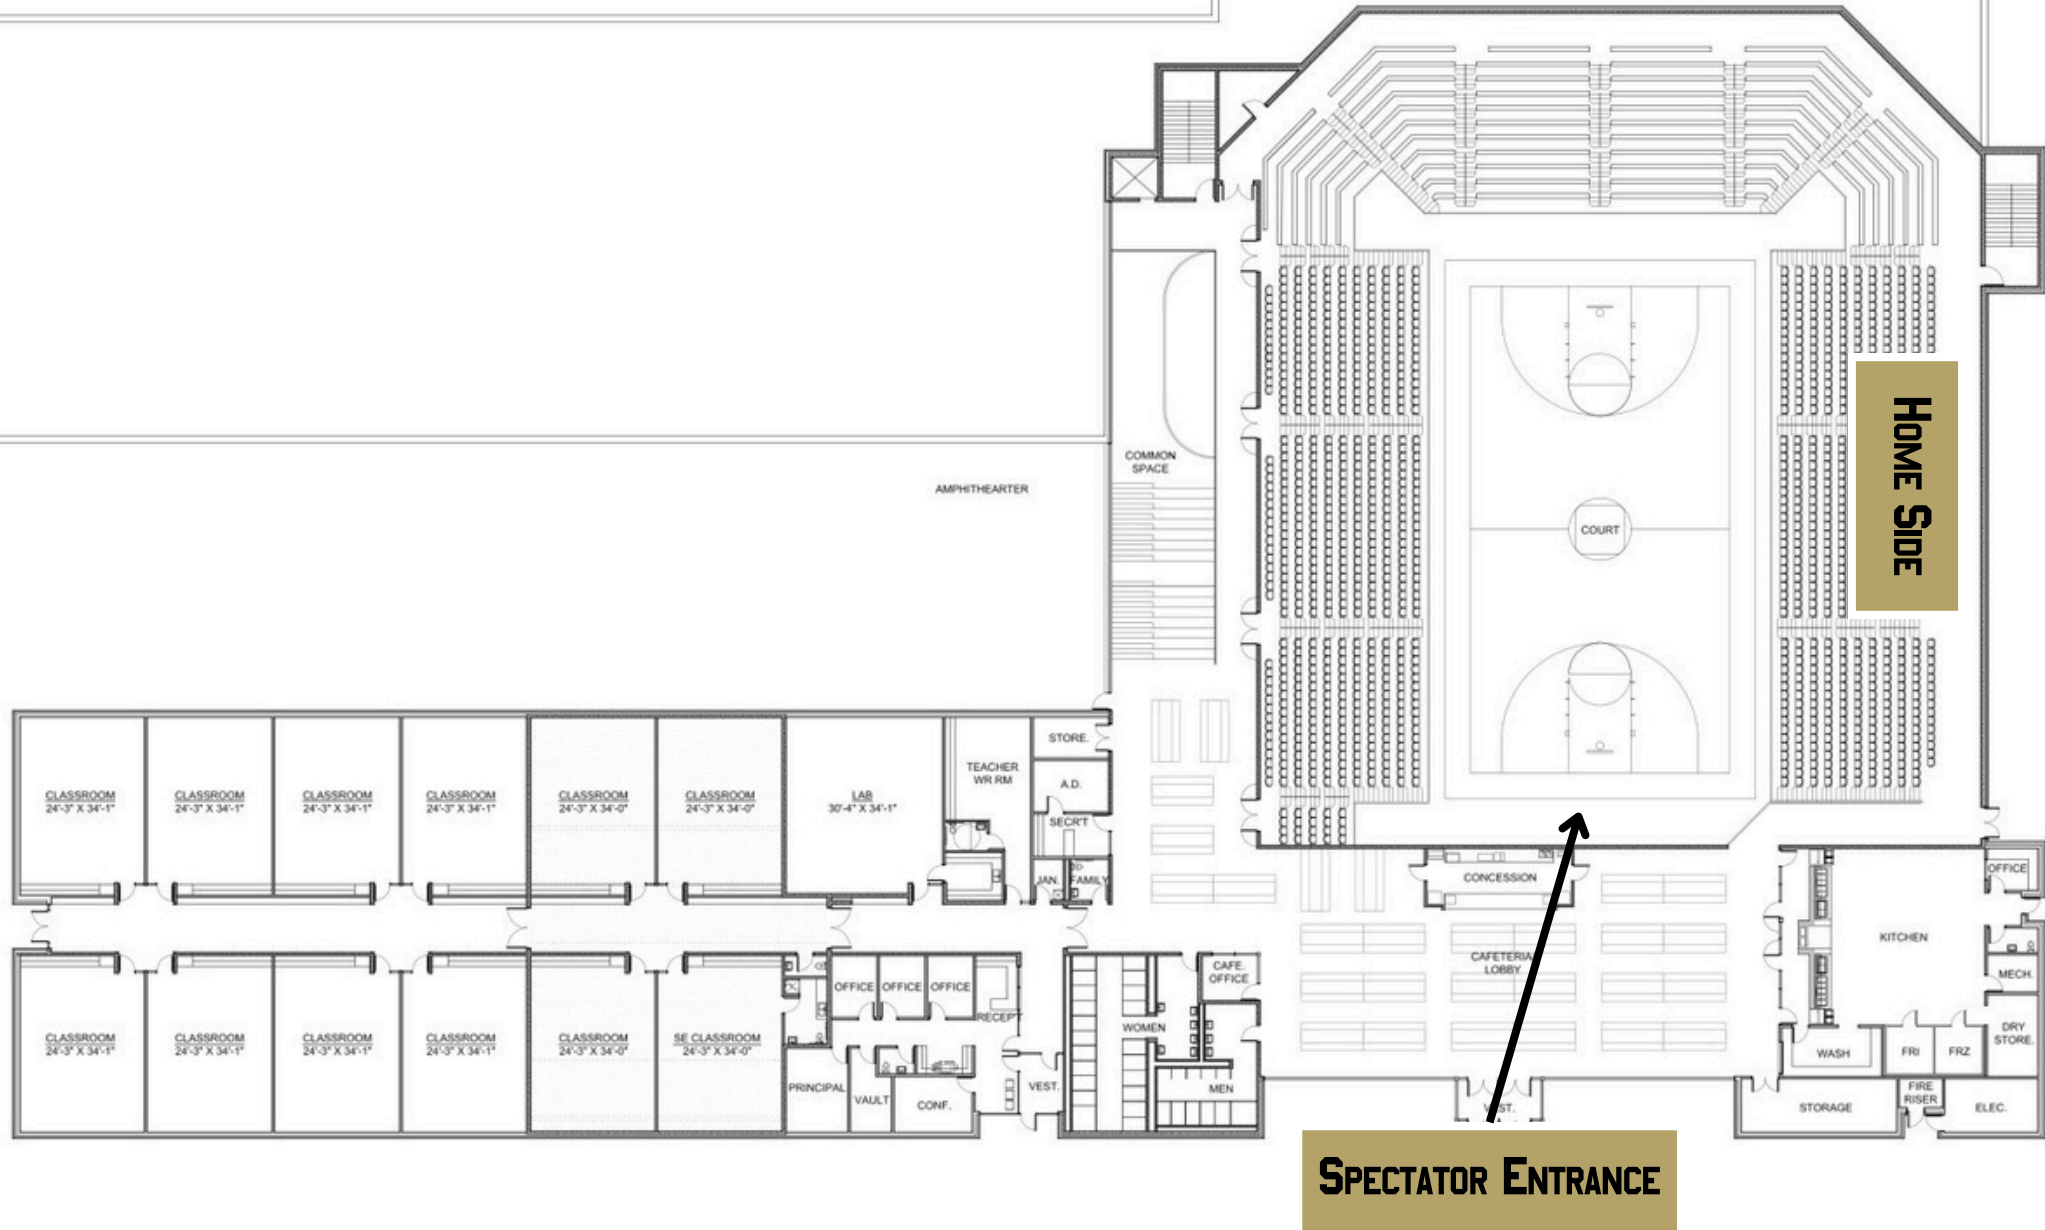 HOME SIDE
COMMON
SPACE
AMPHITHEARTER
COURT
STORE.
TEACHER
WR RM
A.D.
SECR'T
JAN.
FAMILY
CLASSROOM
24'-3" X 34'-1"
CLASSROOM
24'-3" X 34'-1"
CLASSROOM
24'-3" X 34'-1"
CLASSROOM
24'-3" X 34'-1"
CLASSROOM
24'-3" X 34'-0"
CLASSROOM
24'-3" X 34'-0"
LAB
30'-4" X 34'-1"
CONCESSION
OFFICE
KITCHEN
CAFETERIA
LOBBY
CAFE.
OFFICE
MECH.
OFFICE
OFFICE
OFFICE
RECEPT
WOMEN
CLASSROOM
24'-3" X 34'-1"
CLASSROOM
24'-3" X 34'-1"
CLASSROOM
24'-3" X 34'-1"
CLASSROOM
24'-3" X 34'-1"
CLASSROOM
24'-3" X 34'-0"
SE CLASSROOM
24'-3" X 34'-0"
DRY
STORE.
WASH
FRI
FRZ
PRINCIPAL
VAULT
CONF.
VEST.
MEN
STORAGE
FIRE
RISER
ELEC.
SPECTATOR ENTRANCE